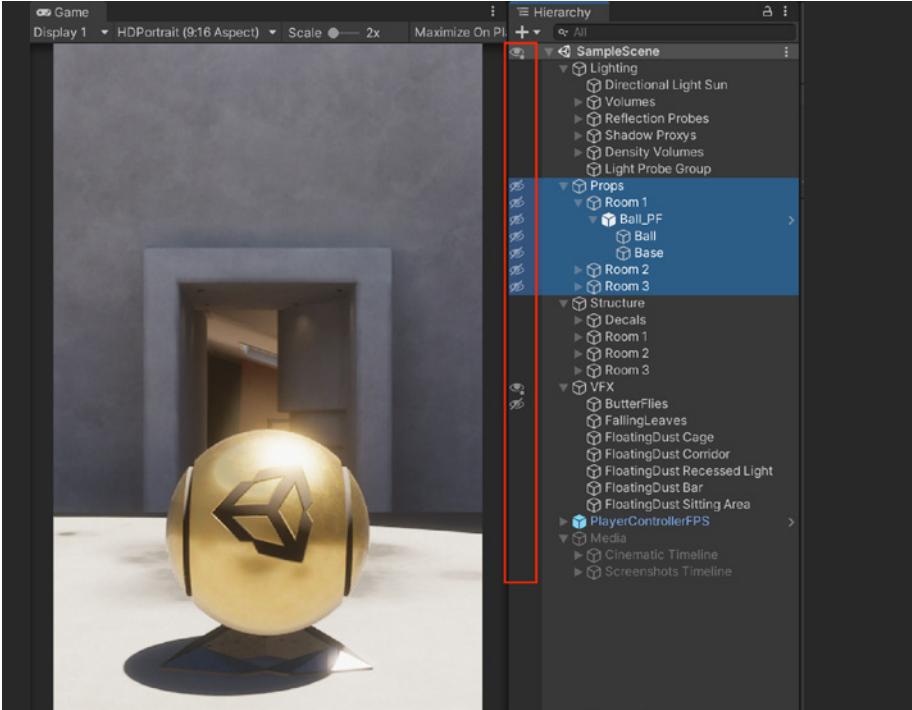 Game
Display 1 HDPortrait (9:16 Aspect) Scale 2x Maximize On Pl
Hierarchy
All
SampleScene
Lighting
Directional Light Sun
Volumes
Reflection Probes
Shadow Proxys
Density Volumes
Light Probe Group
Props
Room 1
Ball_PF
Ball
Base
Room 2
Room 3
Structure
Decals
Room 1
Room 2
Room 3
VFX
ButterFlies
FallingLeaves
FloatingDust Cage
FloatingDust Corridor
FloatingDust Recessed Light
FloatingDust Bar
FloatingDust Sitting Area
PlayerControllerFPS
Media
Cinematic Timeline
Screenshots Timeline